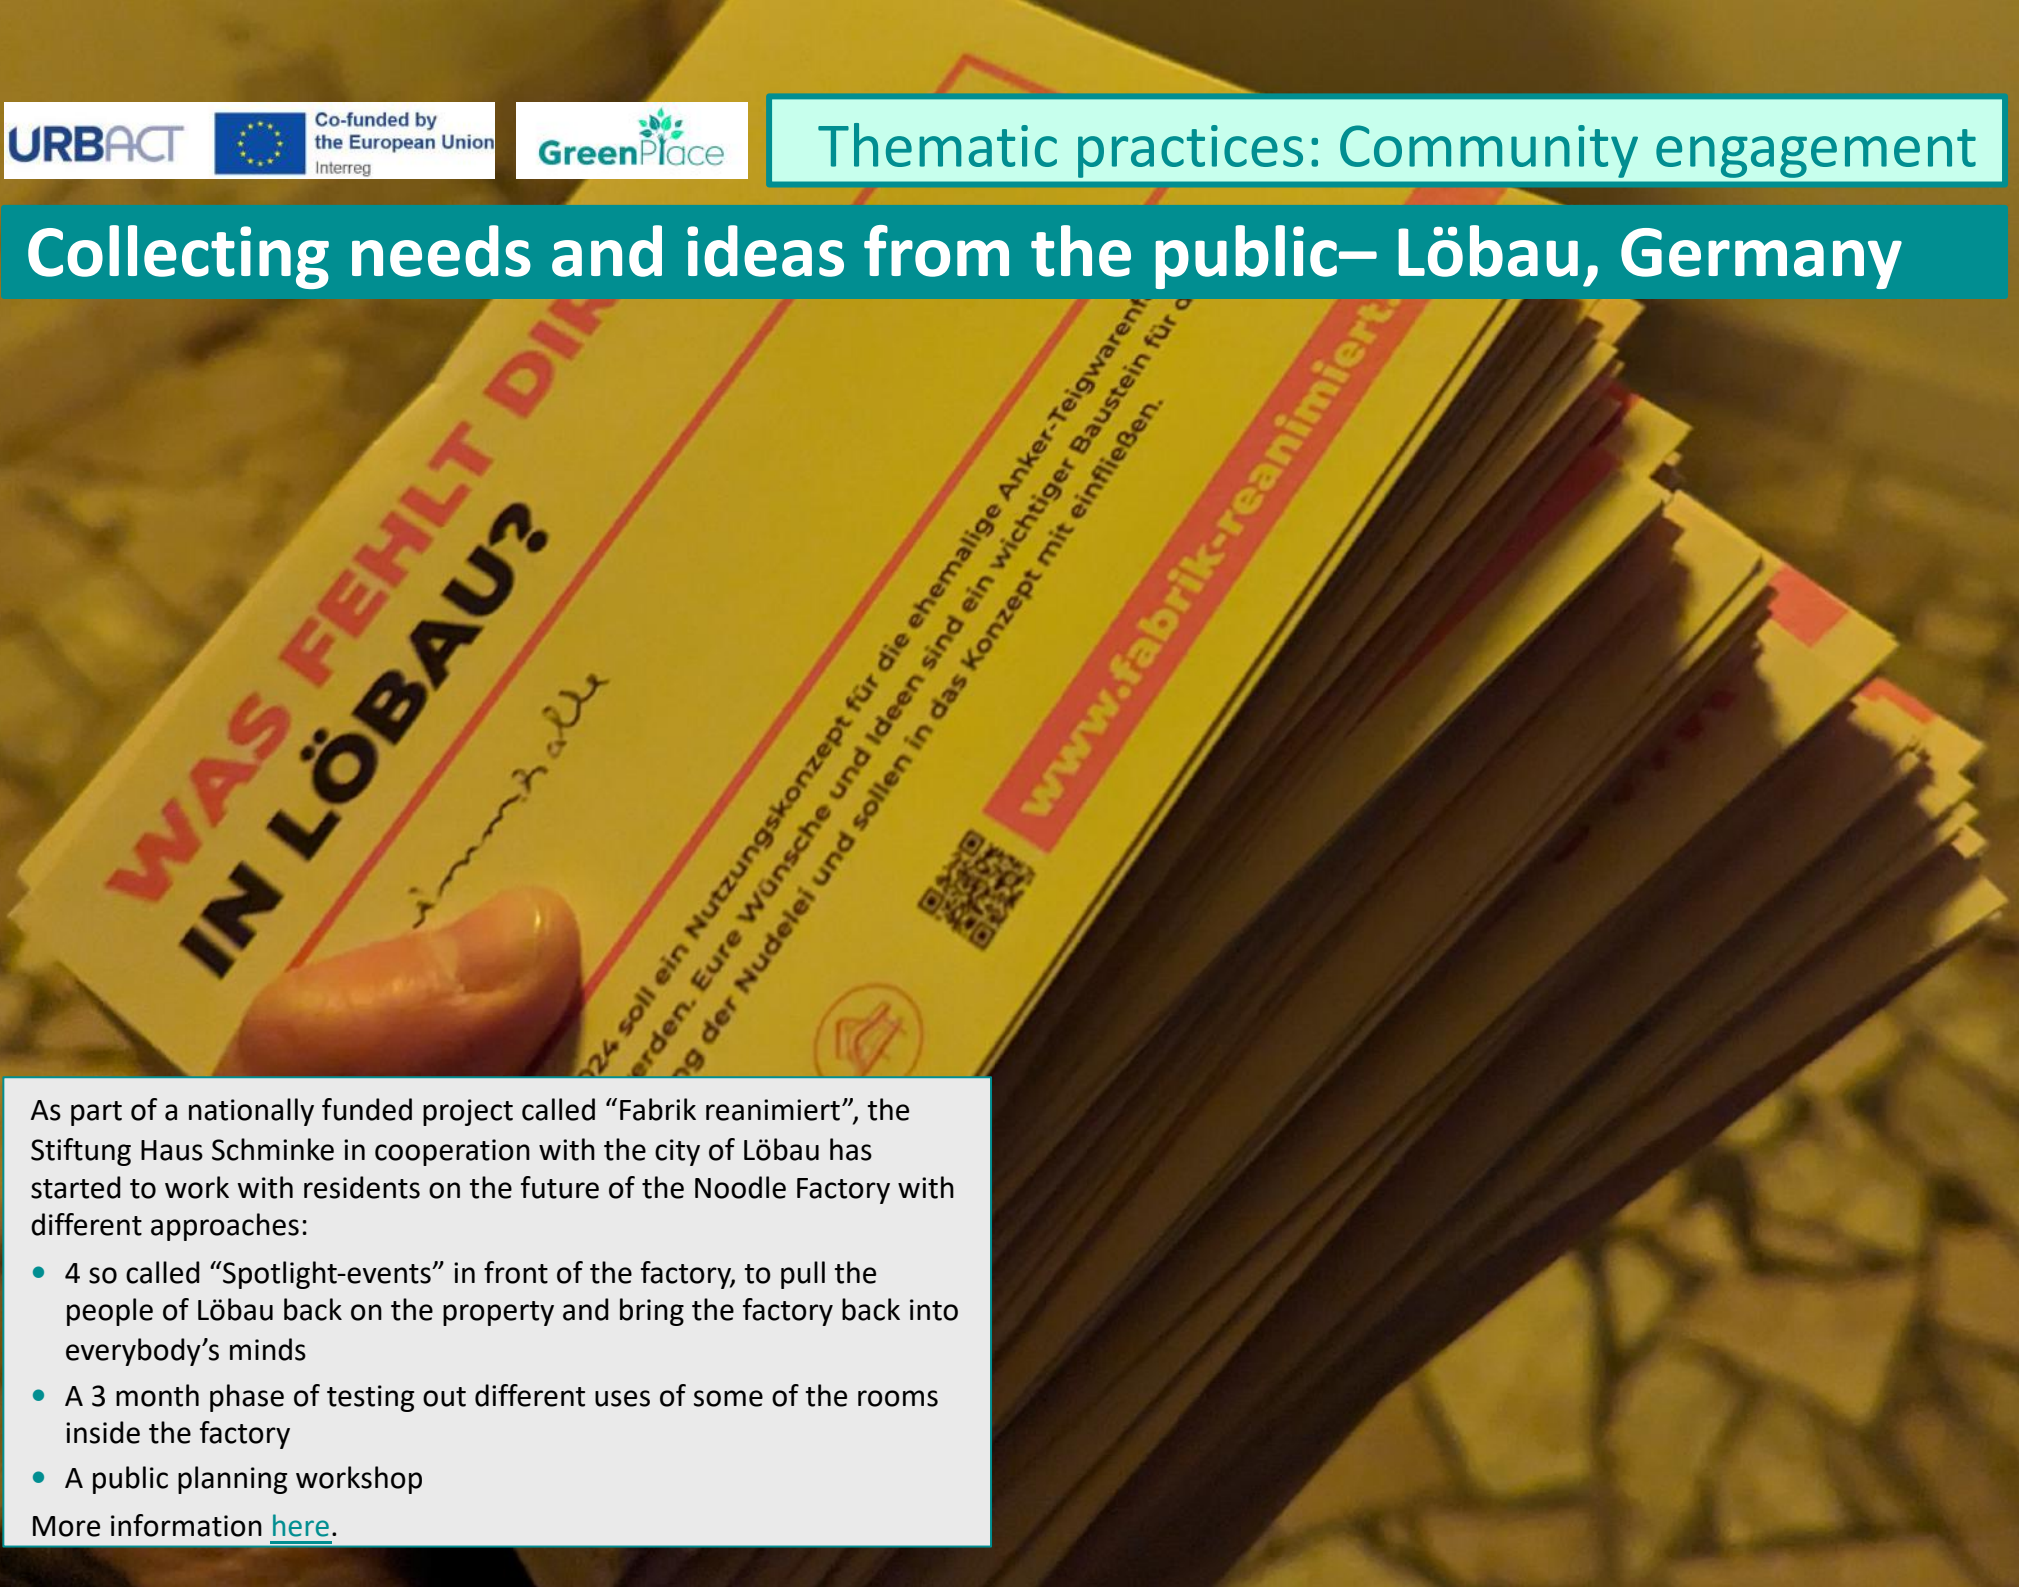 URBACT
Co-funded by
the European Union
Interreg
GreenPlace
Thematic practices: Community engagement
Collecting needs and ideas from the public– Löbau, Germany
WAS FEHLT DIR
IN LÖBAU?
024 soll ein Nutzungskonzept für die ehemalige Anker-Teigwarenf
erden. Eure Wünsche und Ideen sind ein wichtiger Baustein für d
ng der Nudelei und sollen in das Konzept mit einfließen.
www.fabrik-reanimiert.
As part of a nationally funded project called “Fabrik reanimiert”, the
Stiftung Haus Schminke in cooperation with the city of Löbau has
started to work with residents on the future of the Noodle Factory with
different approaches:
• 4 so called “Spotlight-events” in front of the factory, to pull the
people of Löbau back on the property and bring the factory back into
everybody’s minds
• A 3 month phase of testing out different uses of some of the rooms
inside the factory
• A public planning workshop
More information here.